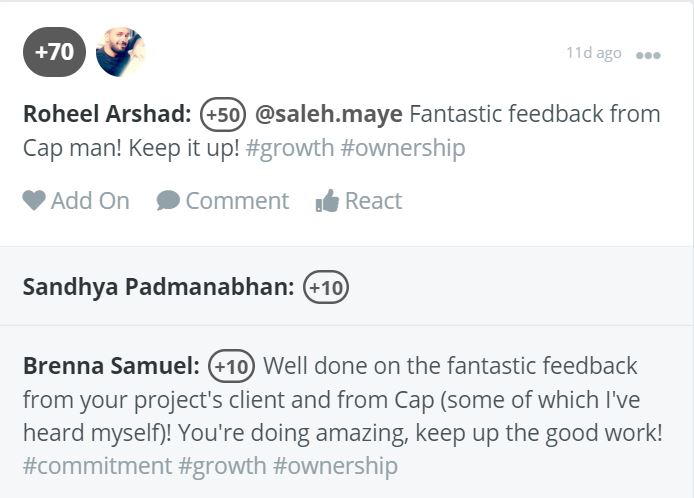 +70
11d ago
Roheel Arshad: +50 @saleh.maye Fantastic feedback from
Cap man! Keep it up! #growth #ownership
Add On Comment React
Sandhya Padmanabhan: +10
Brenna Samuel: +10 Well done on the fantastic feedback
from your project's client and from Cap (some of which I've
heard myself)! You're doing amazing, keep up the good work!
#commitment #growth #ownership